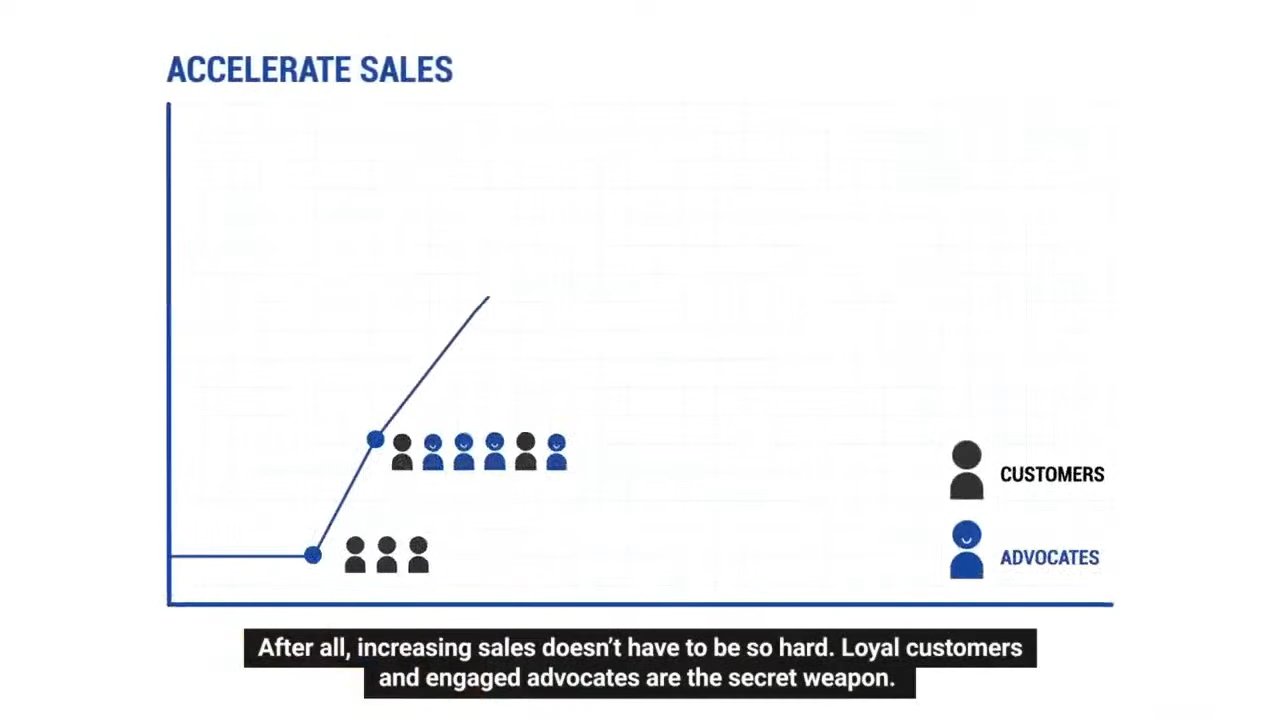 ACCELERATE SALES
CUSTOMERS
ADVOCATES
After all, increasing sales doesn’t have to be so hard. Loyal customers
and engaged advocates are the secret weapon.